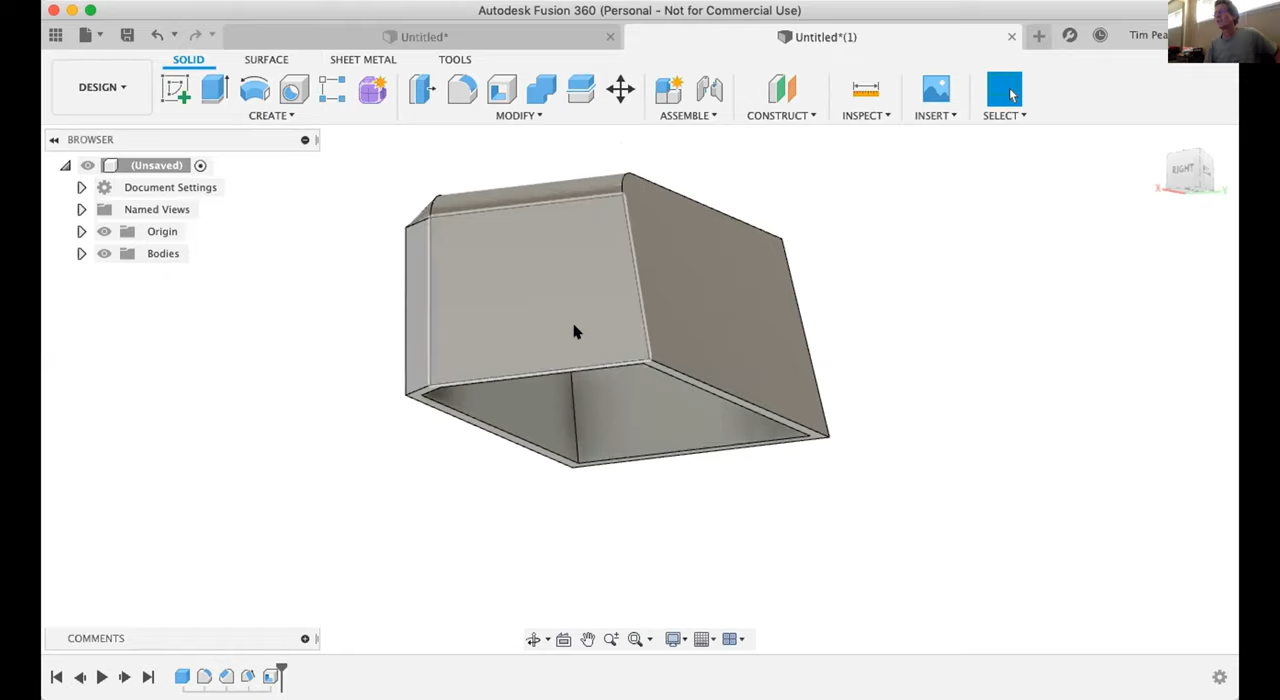 Autodesk Fusion 360 (Personal - Not for Commercial Use)
Untitled*
Untitled*(1)
Tim Pea
DESIGN
SOLID
SURFACE
SHEET METAL
TOOLS
CREATE
MODIFY
ASSEMBLE
CONSTRUCT
INSPECT
INSERT
SELECT
BROWSER
(Unsaved)
Document Settings
Named Views
Origin
Bodies
RIGHT
X
Y
COMMENTS